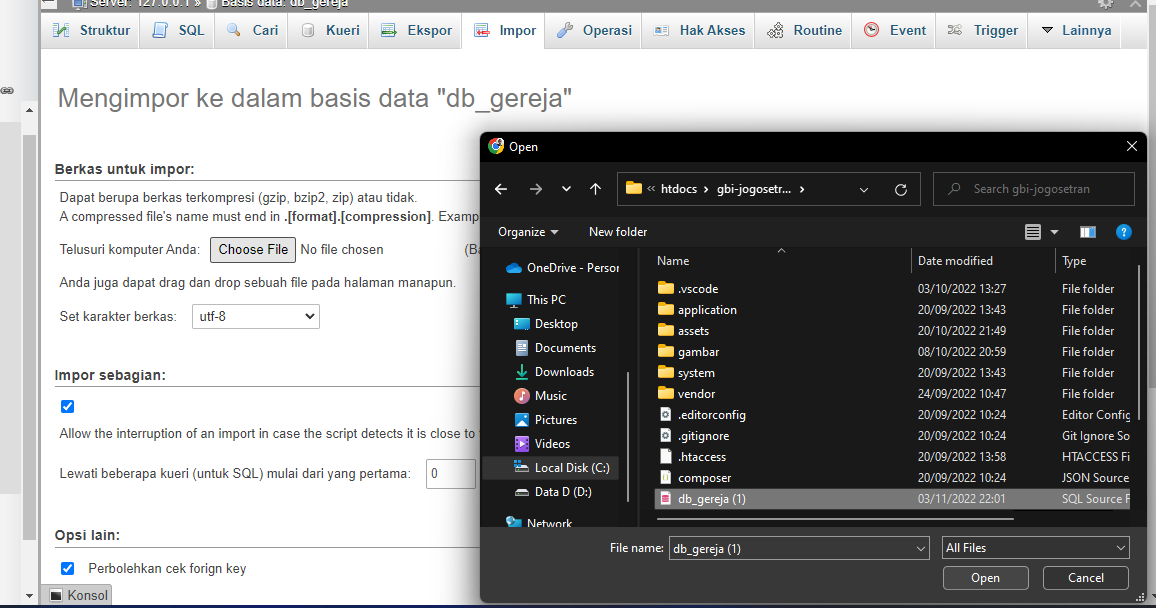 Server: 127.0.0.1 » Basis data: db_gereja
Struktur SQL Cari Kueri Ekspor Impor Operasi Hak Akses Routine Event Trigger Lainnya
Mengimpor ke dalam basis data "db_gereja"
Berkas untuk impor:
Dapat berupa berkas terkompresi (gzip, bzip2, zip) atau tidak.
A compressed file's name must end in .[format].[compression]. Examp
Telusuri komputer Anda: Choose File No file chosen (Ba
Anda juga dapat drag dan drop sebuah file pada halaman manapun.
Set karakter berkas: utf-8
Impor sebagian:
Allow the interruption of an import in case the script detects it is close to
Lewati beberapa kueri (untuk SQL) mulai dari yang pertama: 0
Opsi lain:
Perbolehkan cek forign key
Konsol
Open
« htdocs › gbi-jogosetr... ›
Search gbi-jogosetran
Organize New folder
OneDrive - Persor
This PC
Desktop
Documents
Downloads
Music
Pictures
Videos
Local Disk (C:)
Data D (D:)
Network
Name Date modified Type
.vscode 03/10/2022 13:27 File folder
application 20/09/2022 13:43 File folder
assets 20/10/2022 21:49 File folder
gambar 08/10/2022 20:59 File folder
system 20/09/2022 13:43 File folder
vendor 24/09/2022 10:47 File folder
.editorconfig 20/09/2022 10:24 Editor Config
.gitignore 20/09/2022 10:24 Git Ignore So
.htaccess 20/09/2022 13:58 HTACCESS Fi
composer 20/09/2022 10:24 JSON Source
db_gereja (1) 03/11/2022 22:01 SQL Source F
File name: db_gereja (1) All Files
Open Cancel